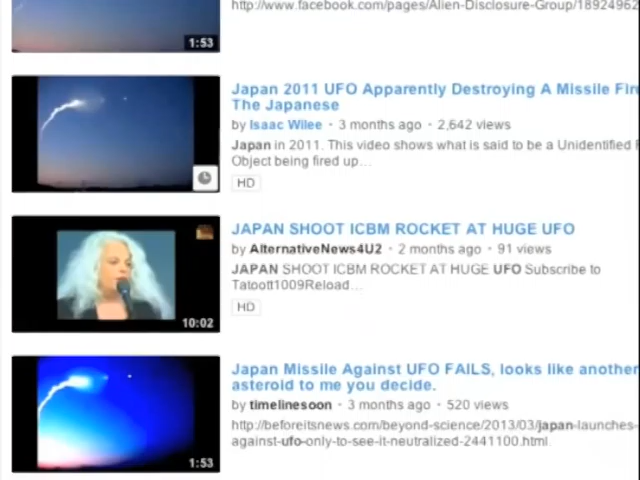 http://www.facebook.com/pages/Alien-Disclosure-Group/18924962
1:53
Japan 2011 UFO Apparently Destroying A Missile Fire
The Japanese
by Isaac Wilee • 3 months ago • 2,642 views
Japan in 2011. This video shows what is said to be a Unidentified F
Object being fired up...
HD
JAPAN SHOOT ICBM ROCKET AT HUGE UFO
by AlternativeNews4U2 • 2 months ago • 91 views
JAPAN SHOOT ICBM ROCKET AT HUGE UFO Subscribe to
Tatoott1009Reload...
10:02
HD
Japan Missile Against UFO FAILS, looks like another
asteroid to me you decide.
by timelinesoon • 3 months ago • 520 views
http://beforeitsnews.com/beyond-science/2013/03/japan-launches-
against-ufo-only-to-see-it-neutralized-2441100.html
1:53